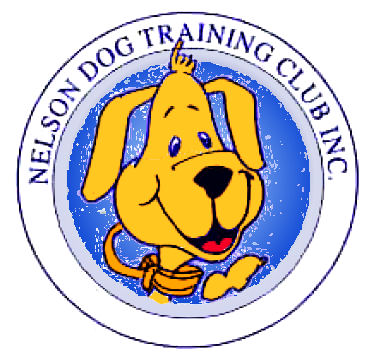 NELSON DOG TRAINING CLUB INC.